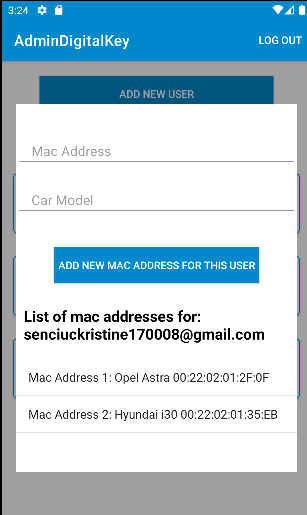 3:24
AdminDigitalKey
LOG OUT
ADD NEW USER
Mac Address
Car Model
ADD NEW MAC ADDRESS FOR THIS USER
List of mac addresses for:
senciuckristine170008@gmail.com
Mac Address 1: Opel Astra 00:22:02:01:2F:0F
Mac Address 2: Hyundai i30 00:22:02:01:35:EB